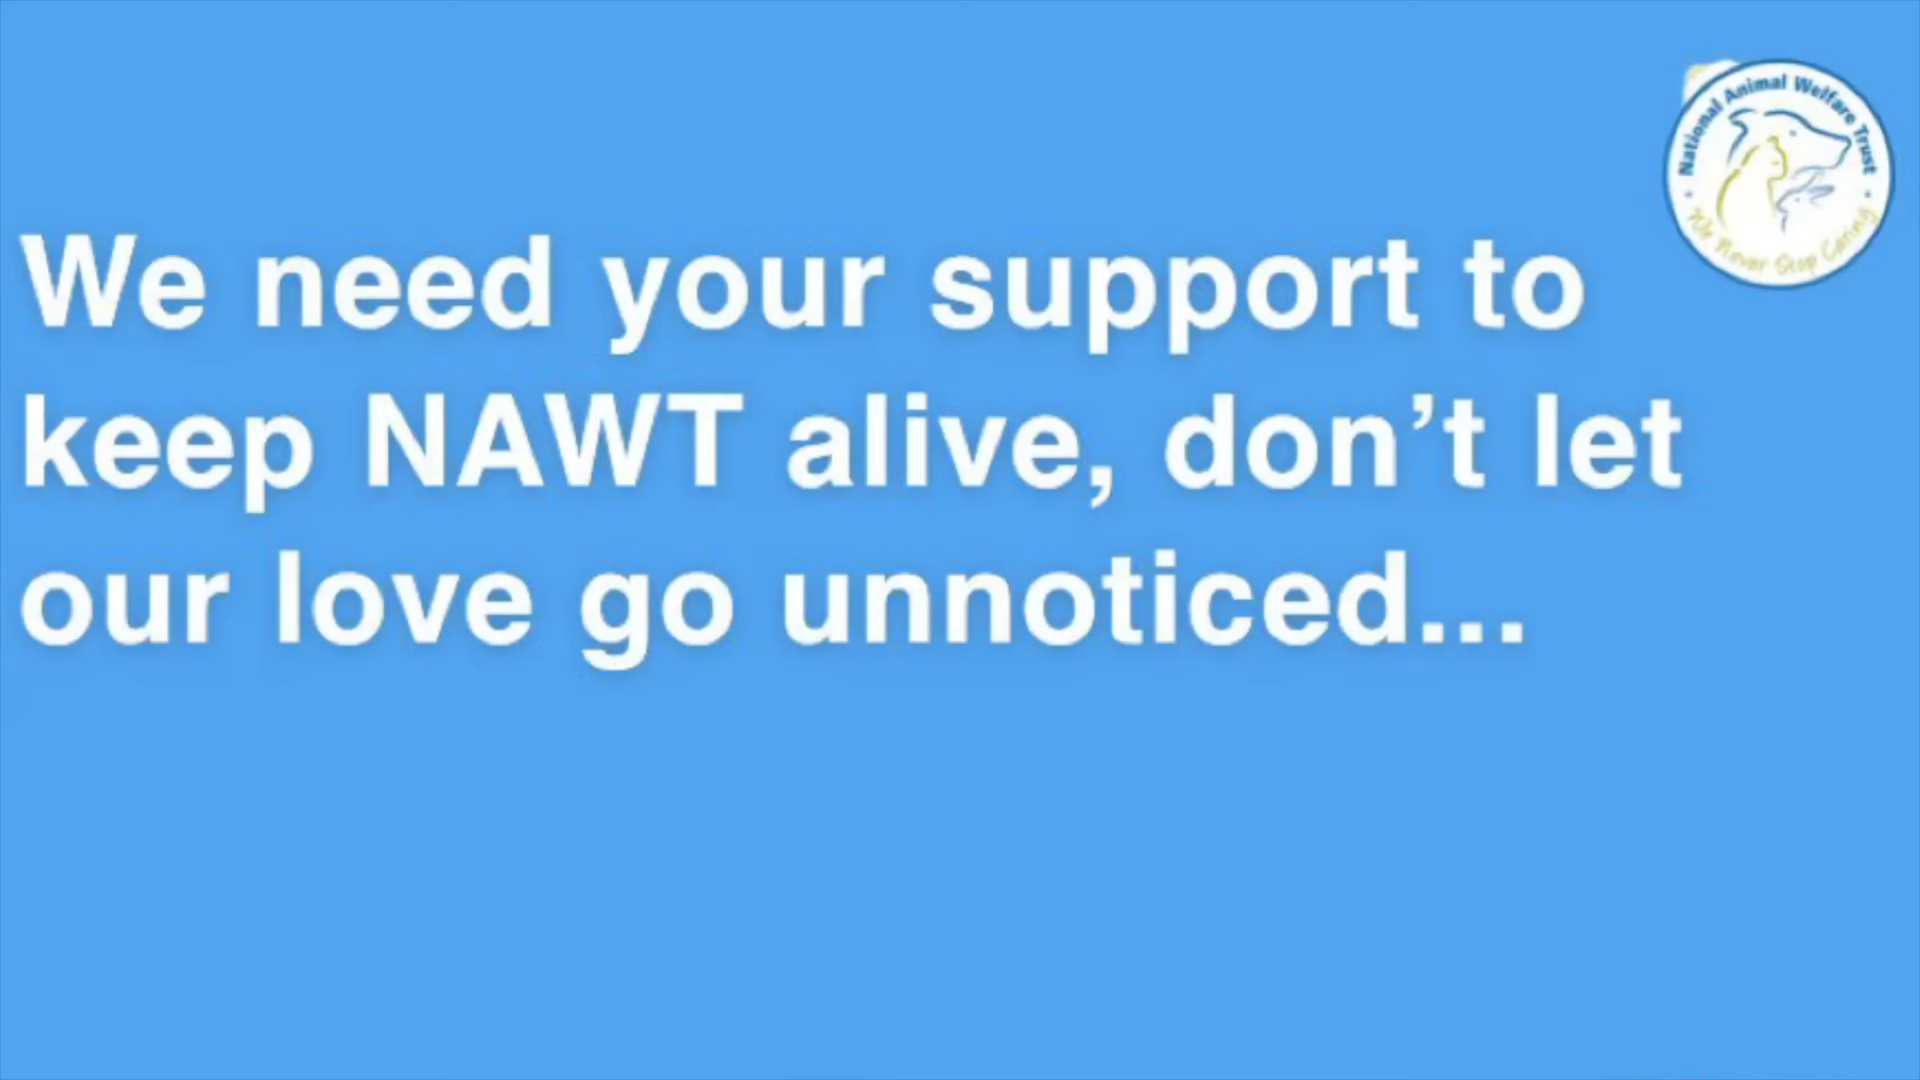 National Animal Welfare Trust
We Never Stop Caring
We need your support to
keep NAWT alive, don’t let
our love go unnoticed...